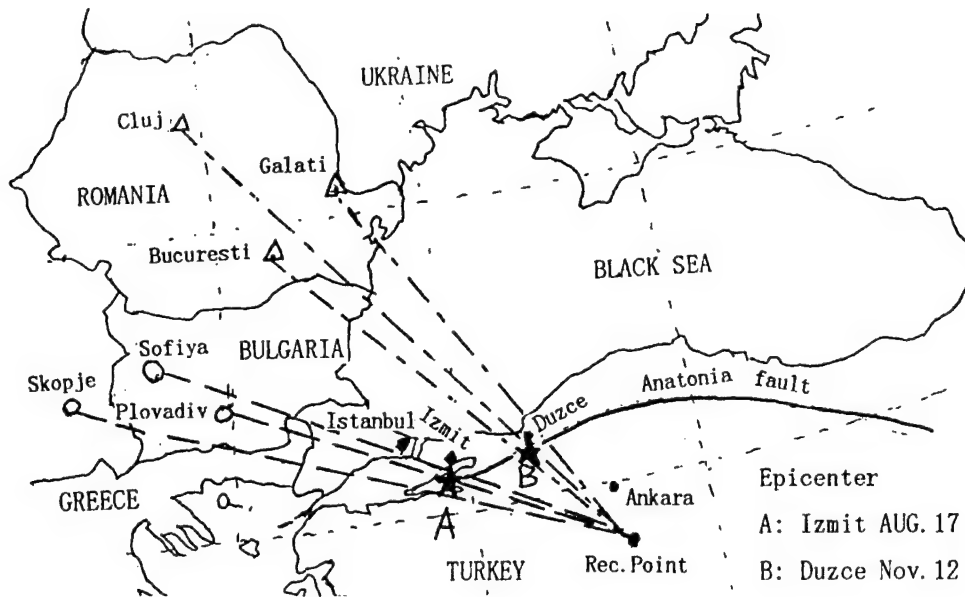 UKRAINE
Cluj
Galati
ROMANIA
Bucuresti
BLACK SEA
Sofiya
BULGARIA
Skopje
Plovadiv
Istanbul
Izmit
Duzce
Anatonia fault
GREECE
A
B
Ankara
Rec. Point
TURKEY
Epicenter
A: Izmit AUG. 17
B: Duzce Nov. 12